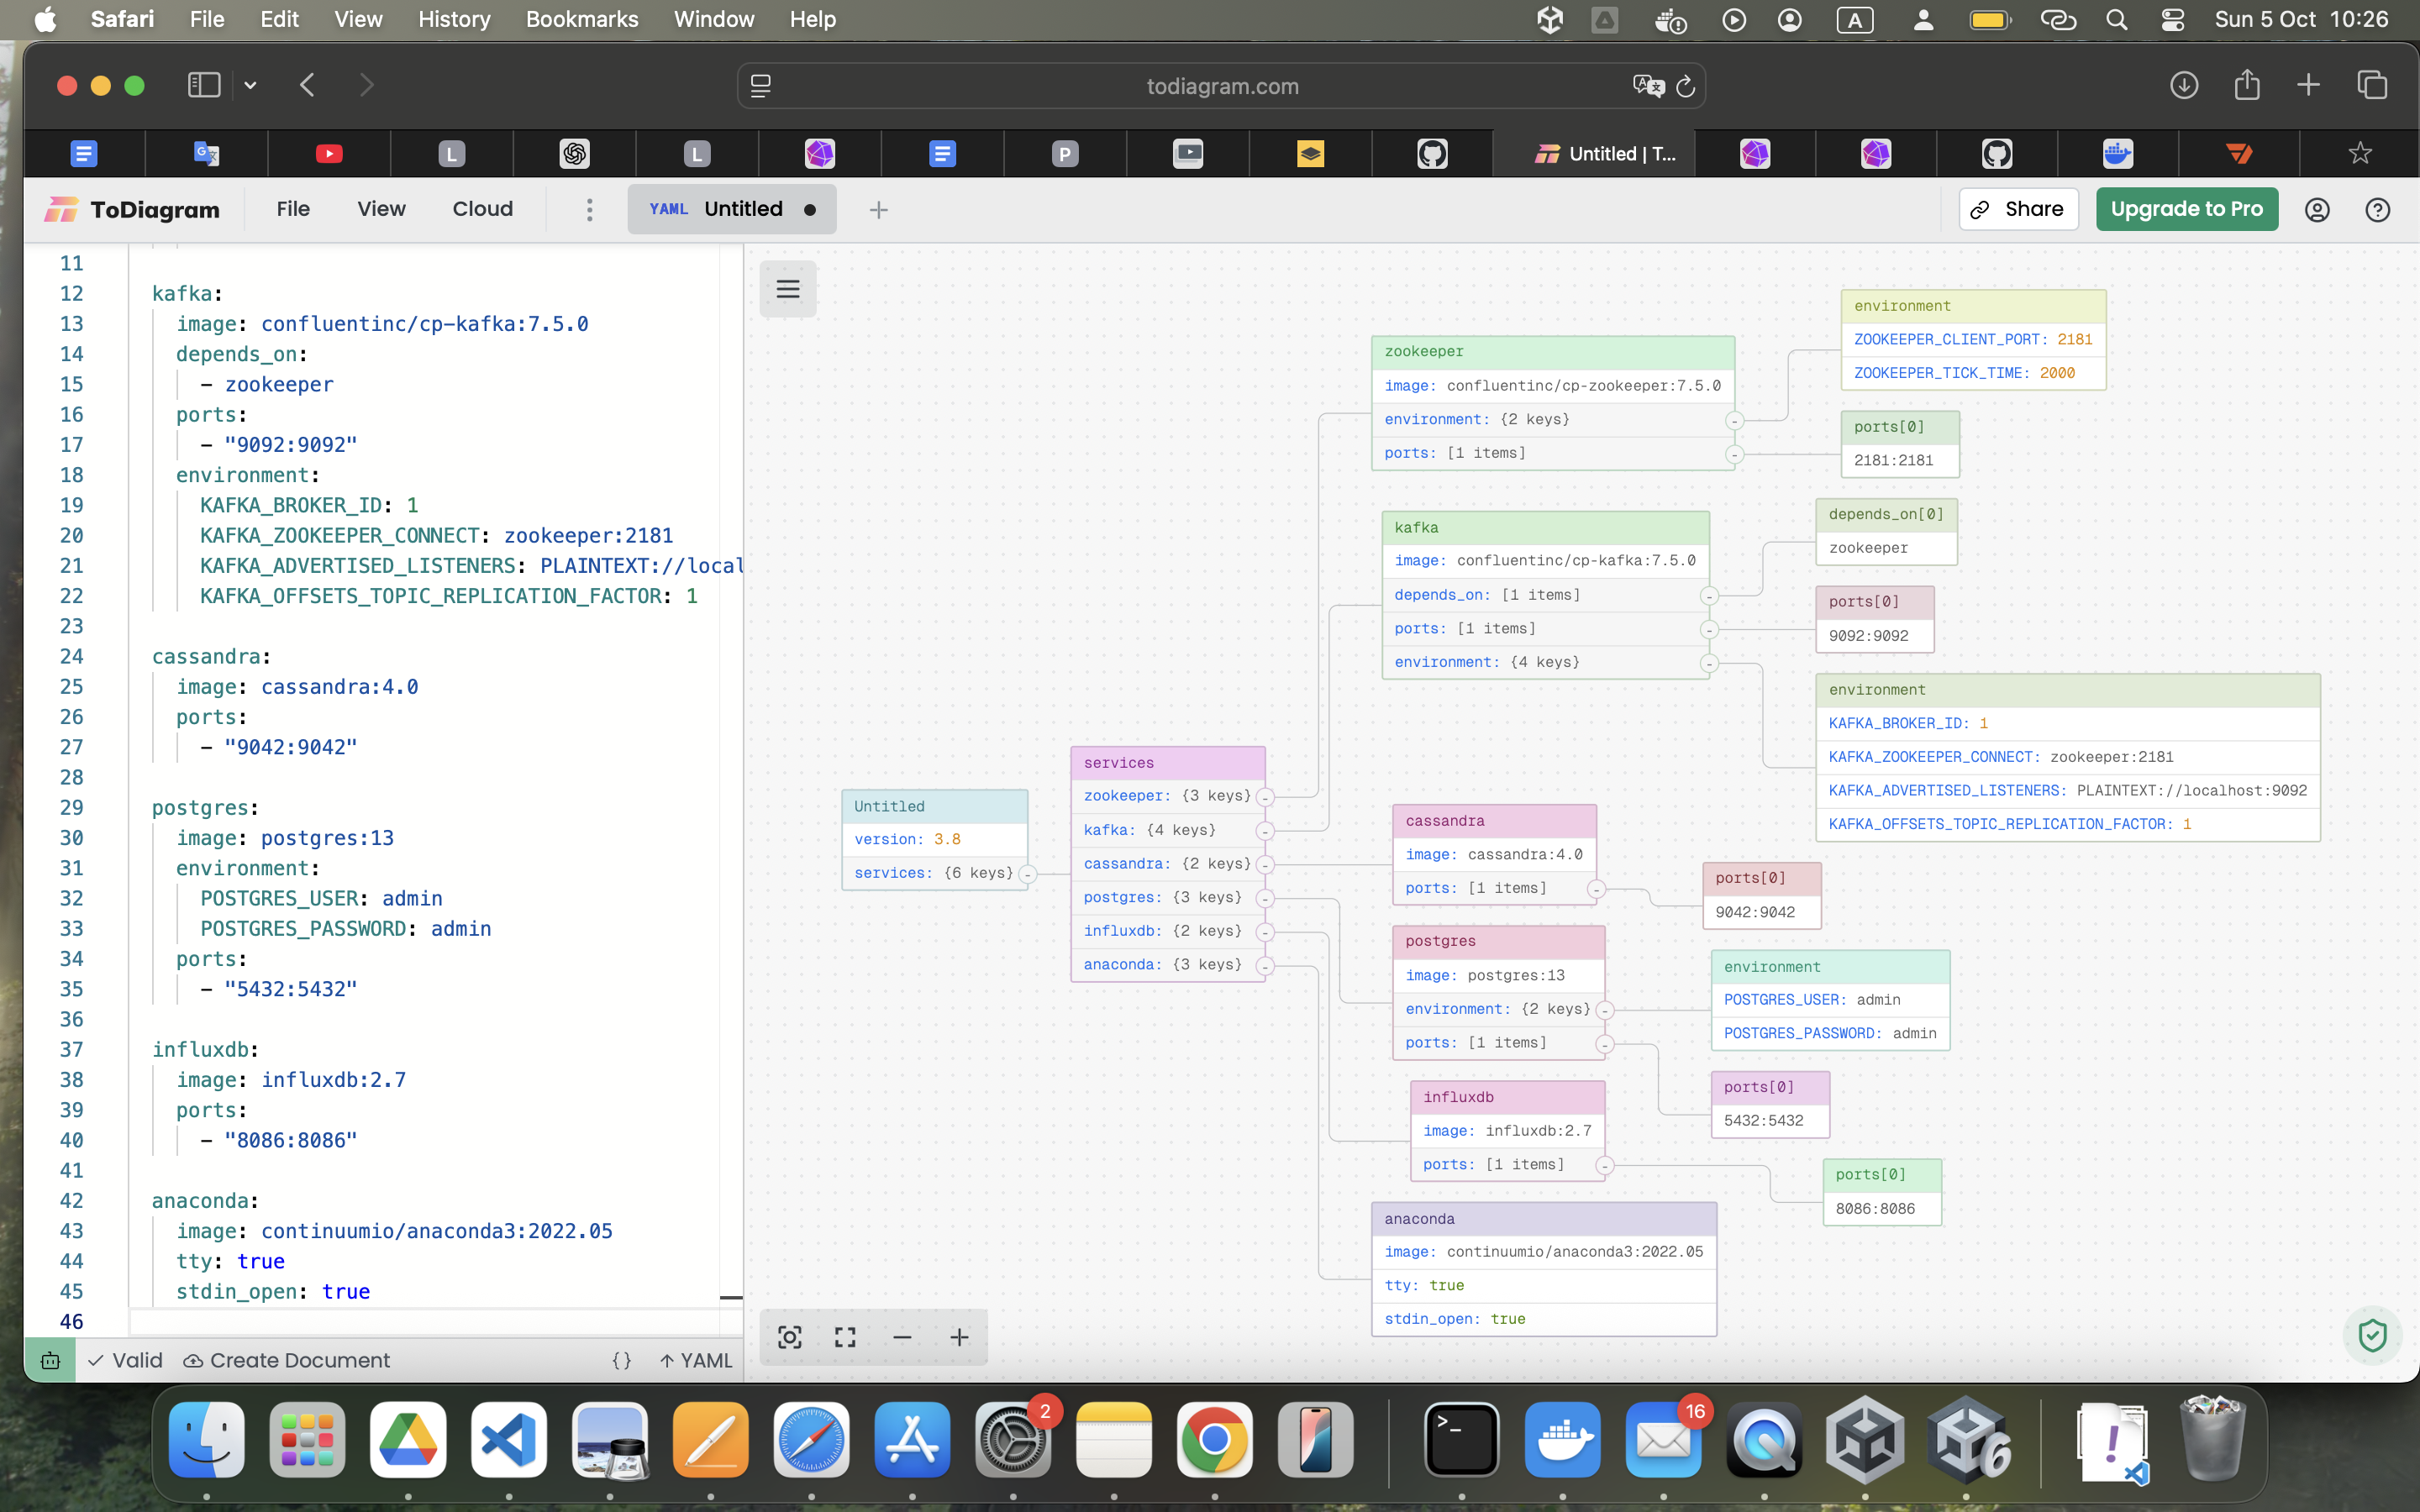 Safari File Edit View History Bookmarks Window Help A Sun 5 Oct 10:26
todiagram.com
L L P Untitled | T...
ToDiagram File View Cloud YAML Untitled Share Upgrade to Pro
11
12 kafka:
13 image: confluentinc/cp-kafka:7.5.0
14 depends_on:
15 - zookeeper
16 ports:
17 - "9092:9092"
18 environment:
19 KAFKA_BROKER_ID: 1
20 KAFKA_ZOOKEEPER_CONNECT: zookeeper:2181
21 KAFKA_ADVERTISED_LISTENERS: PLAINTEXT://local
22 KAFKA_OFFSETS_TOPIC_REPLICATION_FACTOR: 1
23
24 cassandra:
25 image: cassandra:4.0
26 ports:
27 - "9042:9042"
28
29 postgres:
30 image: postgres:13
31 environment:
32 POSTGRES_USER: admin
33 POSTGRES_PASSWORD: admin
34 ports:
35 - "5432:5432"
36
37 influxdb:
38 image: influxdb:2.7
39 ports:
40 - "8086:8086"
41
42 anaconda:
43 image: continuumio/anaconda3:2022.05
44 tty: true
45 stdin_open: true
46
Valid Create Document {} YAML
Untitled
version: 3.8
services: {6 keys}
services
zookeeper: {3 keys}
kafka: {4 keys}
cassandra: {2 keys}
postgres: {3 keys}
influxdb: {2 keys}
anaconda: {3 keys}
zookeeper
image: confluentinc/cp-zookeeper:7.5.0
environment: {2 keys}
ports: [1 items]
environment
ZOOKEEPER_CLIENT_PORT: 2181
ZOOKEEPER_TICK_TIME: 2000
ports[0]
2181:2181
kafka
image: confluentinc/cp-kafka:7.5.0
depends_on: [1 items]
ports: [1 items]
environment: {4 keys}
depends_on[0]
zookeeper
ports[0]
9092:9092
environment
KAFKA_BROKER_ID: 1
KAFKA_ZOOKEEPER_CONNECT: zookeeper:2181
KAFKA_ADVERTISED_LISTENERS: PLAINTEXT://localhost:9092
KAFKA_OFFSETS_TOPIC_REPLICATION_FACTOR: 1
cassandra
image: cassandra:4.0
ports: [1 items]
ports[0]
9042:9042
postgres
image: postgres:13
environment: {2 keys}
ports: [1 items]
environment
POSTGRES_USER: admin
POSTGRES_PASSWORD: admin
ports[0]
5432:5432
influxdb
image: influxdb:2.7
ports: [1 items]
ports[0]
8086:8086
anaconda
image: continuumio/anaconda3:2022.05
tty: true
stdin_open: true
2 16 6